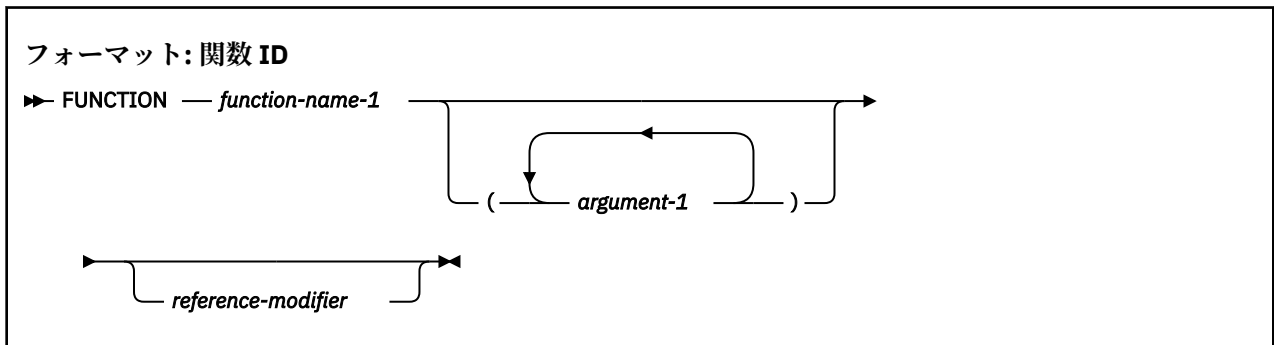 フォーマット: 関数 ID
FUNCTION function-name-1
( argument-1 )
reference-modifier